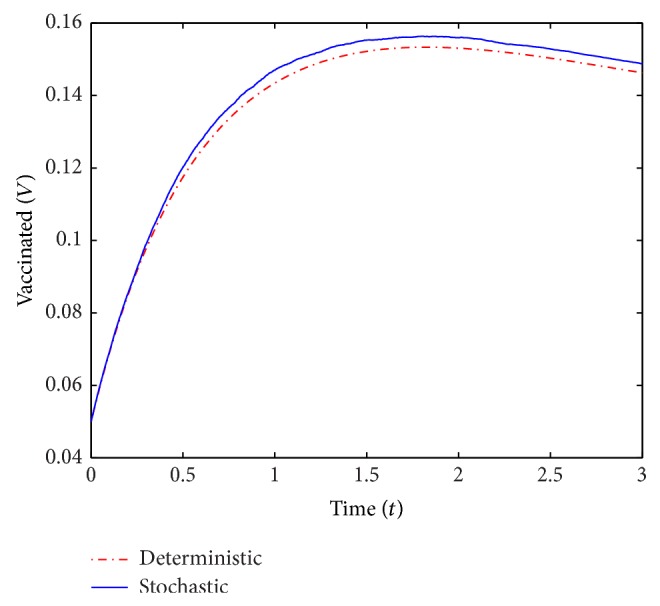 0.16
0.14
0.12
0.1
0.08
0.06
0.04
Vaccinated (V)
0 0.5 1 1.5 2 2.5 3
Time (t)
Deterministic
Stochastic